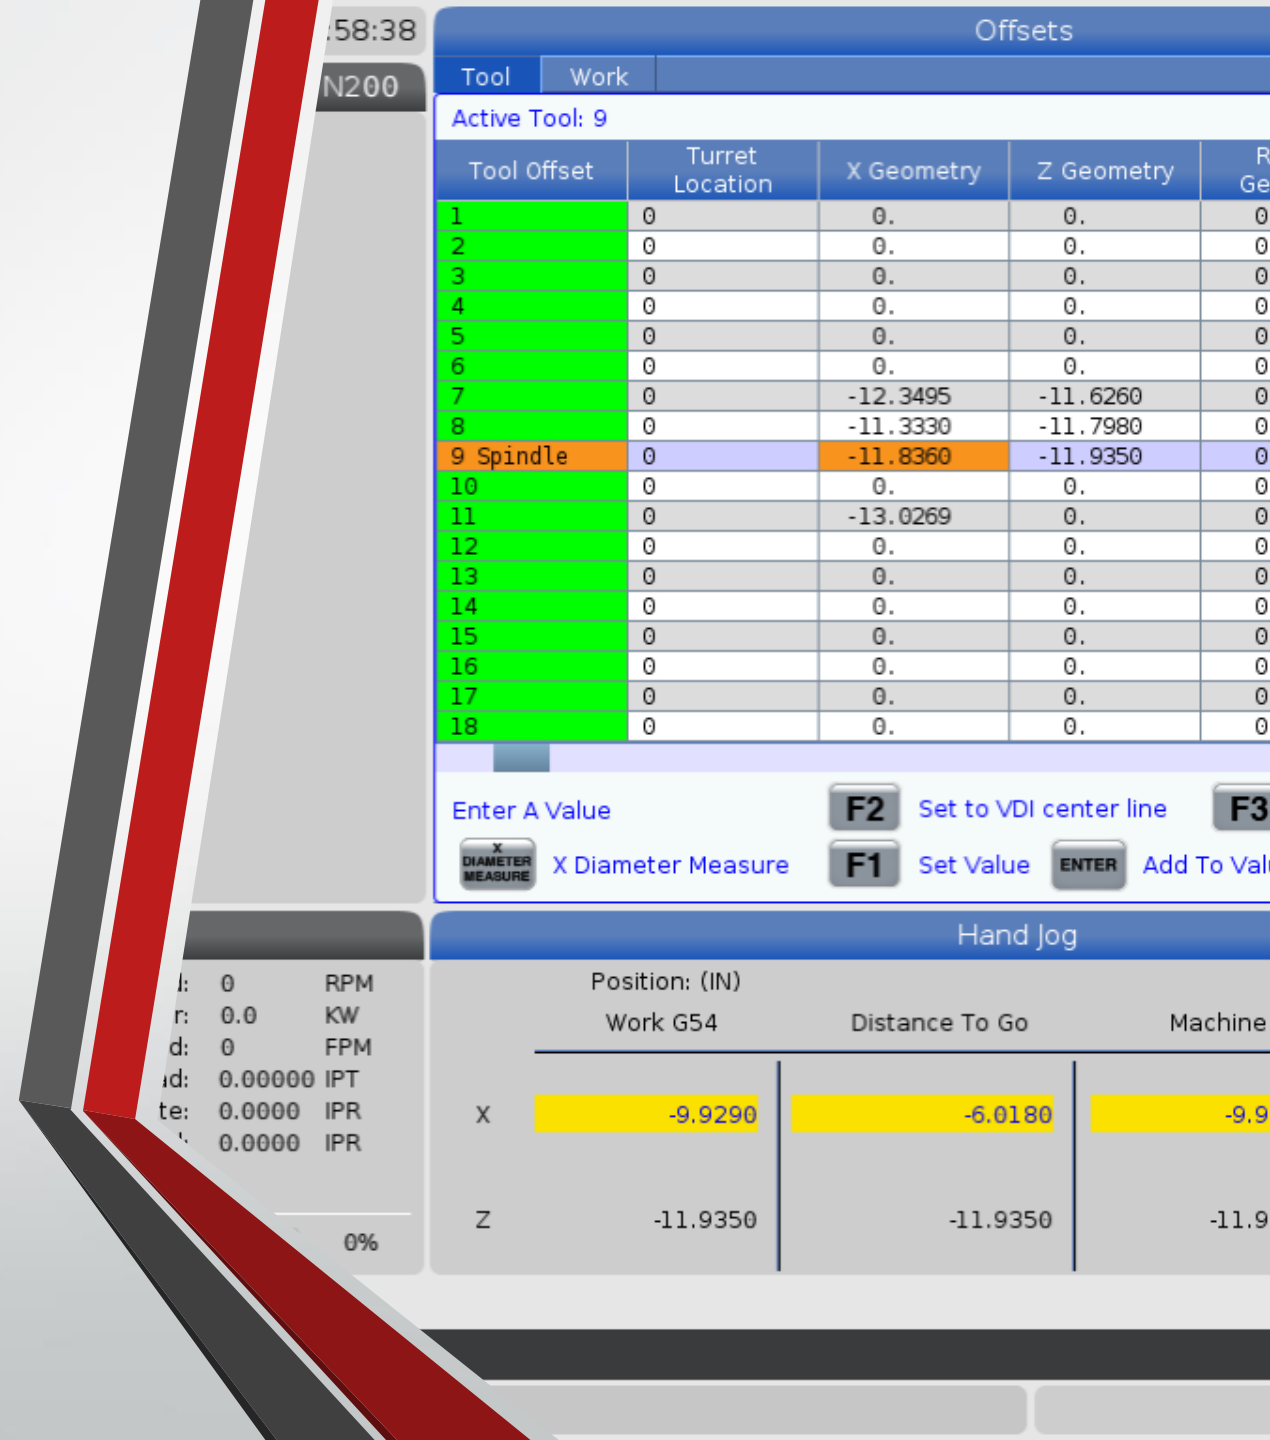 :58:38
Offsets
N200
Tool Work
Active Tool: 9
Tool Offset Turret Location X Geometry Z Geometry
1 0 0. 0. 0
2 0 0. 0. 0
3 0 0. 0. 0
4 0 0. 0. 0
5 0 0. 0. 0
6 0 0. 0. 0
7 0 -12.3495 -11.6260 0
8 0 -11.3330 -11.7980 0
9 Spindle 0 -11.8360 -11.9350 0
10 0 0. 0. 0
11 0 -13.0269 0. 0
12 0 0. 0. 0
13 0 0. 0. 0
14 0 0. 0. 0
15 0 0. 0. 0
16 0 0. 0. 0
17 0 0. 0. 0
18 0 0. 0. 0
Enter A Value F2 Set to VDI center line F3
X DIAMETER MEASURE X Diameter Measure F1 Set Value ENTER Add To
Hand Jog
0 RPM
0.0 KW
0 FPM
0.00000 IPT
0.0000 IPR
0.0000 IPR
0%
Position: (IN)
Work G54 Distance To Go Machine
X -9.9290 -6.0180 -9.9
Z -11.9350 -11.9350 -11.9